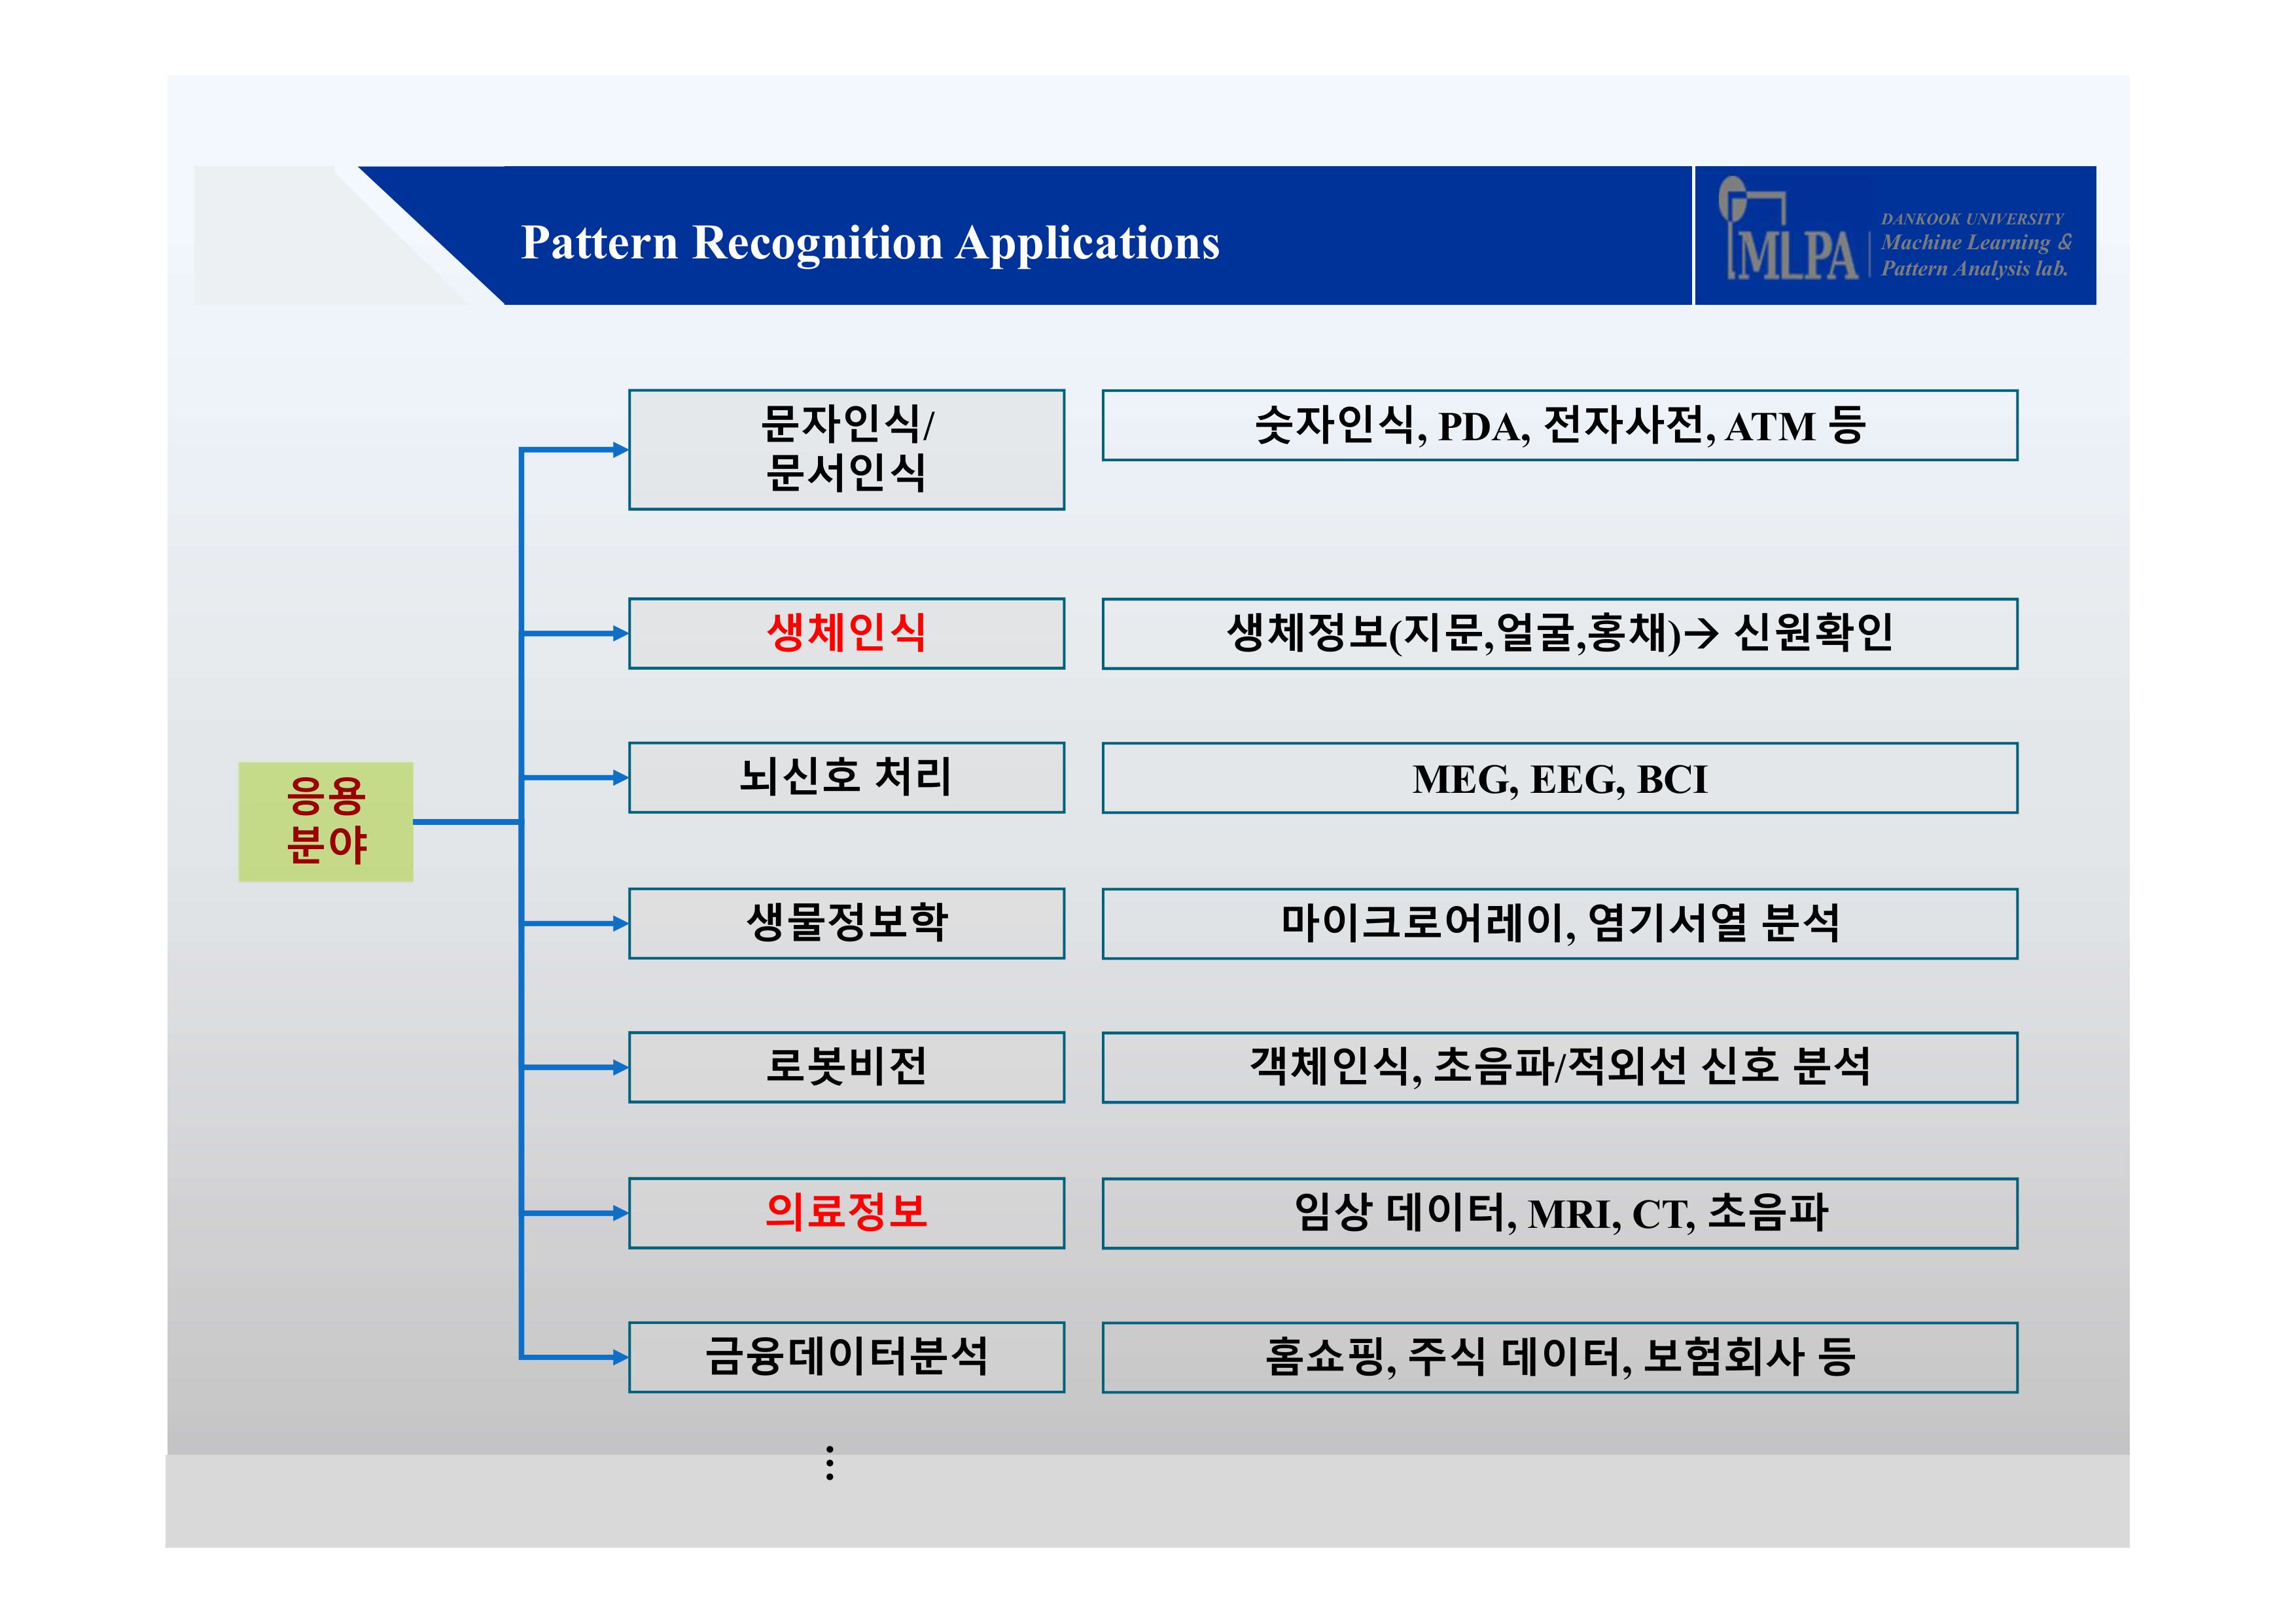 Pattern Recognition Applications
MLPA
DANKOOK UNIVERSITY
Machine Learning &
Pattern Analysis lab.
응용
분야
문자인식/
문서인식
숫자인식, PDA, 전자사전, ATM 등
생체인식
생체정보(지문,얼굴,홍채)→ 신원확인
뇌신호 처리
MEG, EEG, BCI
생물정보학
마이크로어레이, 염기서열 분석
로봇비전
객체인식, 초음파/적외선 신호 분석
의료정보
임상 데이터, MRI, CT, 초음파
금융데이터분석
홈쇼핑, 주식 데이터, 보험회사 등
⋮